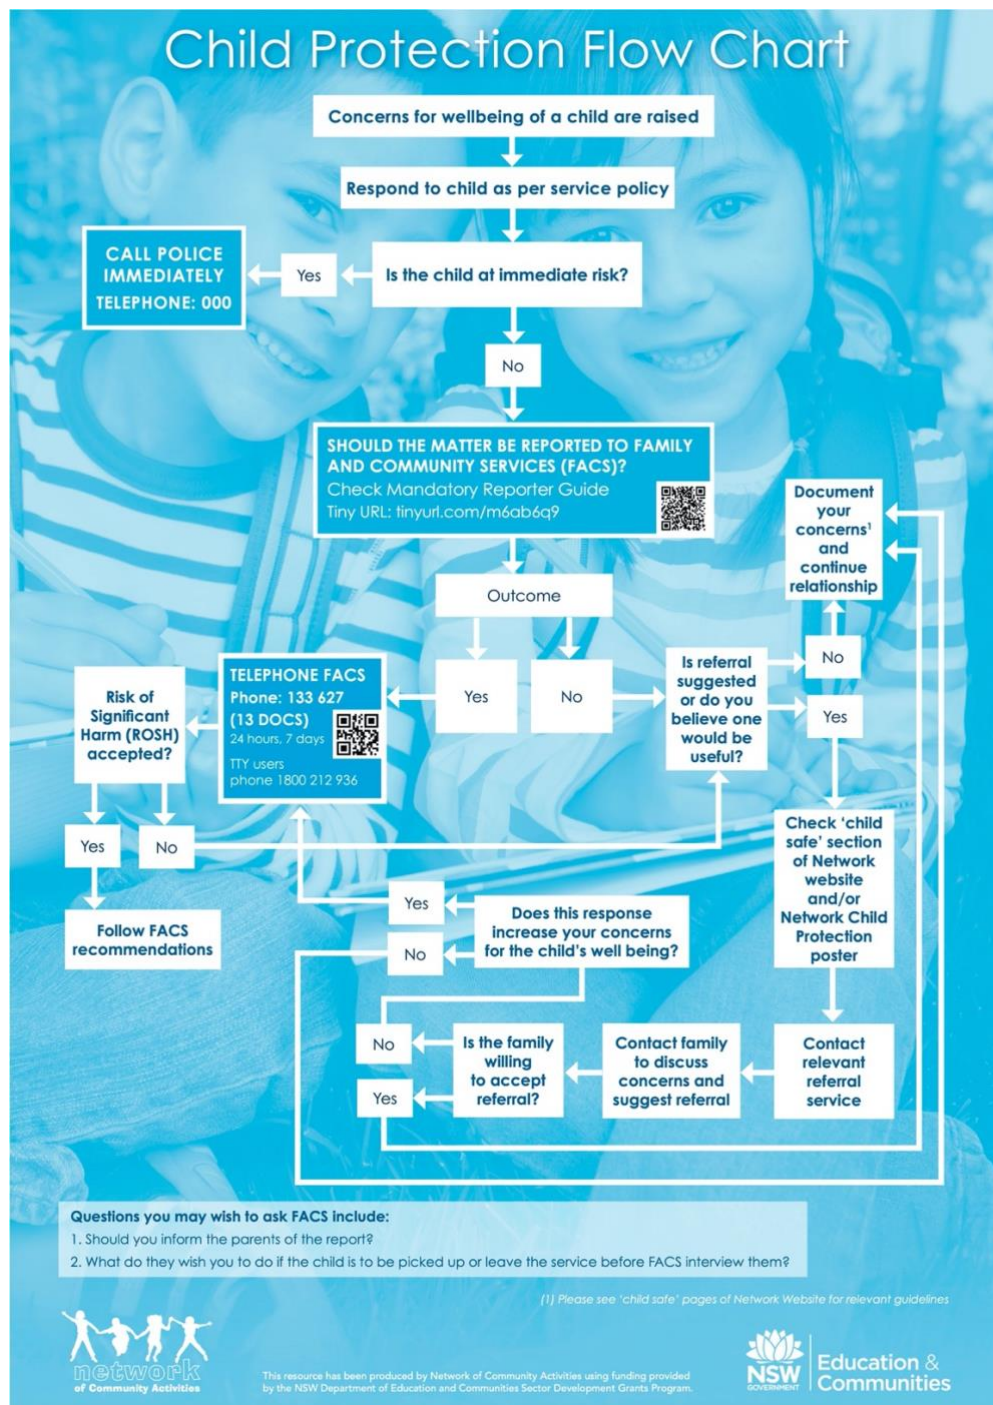 Child Protection Flow Chart
Concerns for wellbeing of a child are raised
Respond to child as per service policy
Is the child at immediate risk?
Yes
CALL POLICE
IMMEDIATELY
TELEPHONE: 000
No
SHOULD THE MATTER BE REPORTED TO FAMILY
AND COMMUNITY SERVICES (FACS)?
Check Mandatory Reporter Guide
Tiny URL: tinyurl.com/m6ab6q9
Outcome
Yes
No
TELEPHONE FACS
Phone: 133 627
(13 DOCS)
24 hours, 7 days
TTY users
phone 1800 212 936
Risk of
Significant
Harm (ROSH)
accepted?
Yes
No
Follow FACS
recommendations
Is referral
suggested
or do you
believe one
would be
useful?
No
Document
your
concerns¹
and
continue
relationship
Yes
Check ‘child
safe’ section
of Network
website
and/or
Network Child
Protection
poster
Contact
relevant
referral
service
Contact family
to discuss
concerns and
suggest referral
Is the family
willing
to accept
referral?
No
Yes
Does this response
increase your concerns
for the child's well being?
Yes
No
Questions you may wish to ask FACS include:
1. Should you inform the parents of the report?
2. What do they wish you to do if the child is to be picked up or leave the service before FACS interview them?
(1) Please see ‘child safe’ pages of Network Website for relevant guidelines
network
of Community Activities
This resource has been produced by Network of Community Activities using funding provided
by the NSW Department of Education and Communities Sector Development Grants Program.
NSW
GOVERNMENT
Education &
Communities